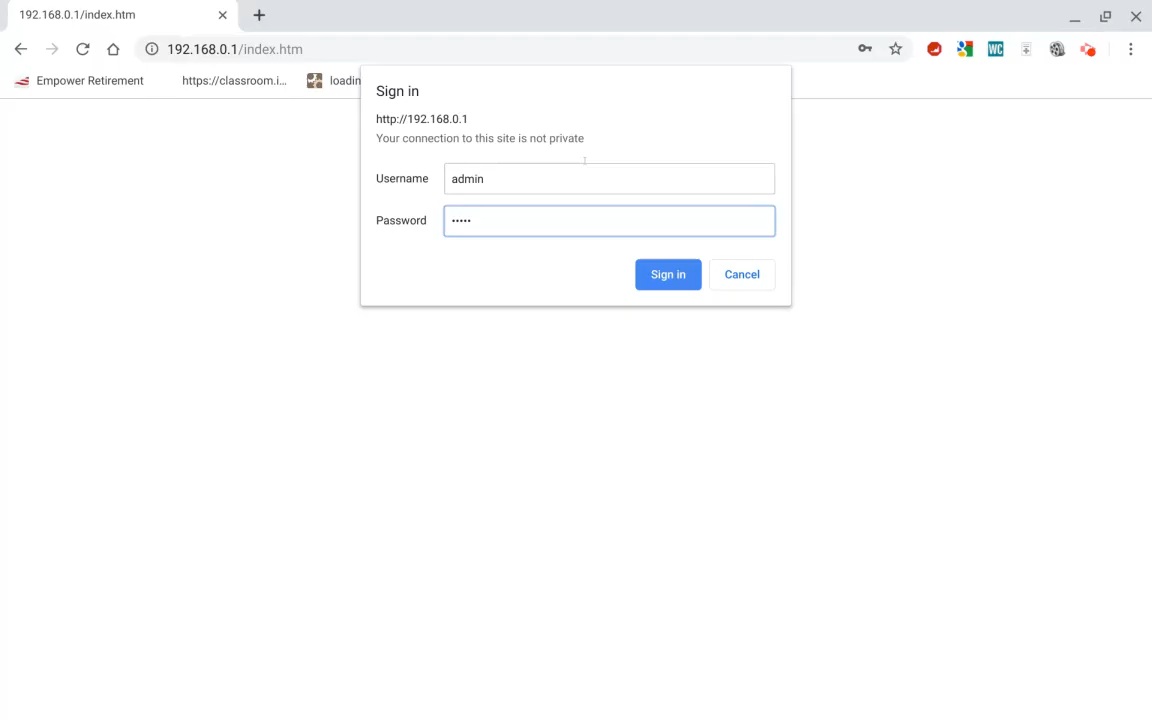 192.168.0.1/index.htm
192.168.0.1/index.htm
WC
Empower Retirement
https://classroom.i...
loadin
Sign in
http://192.168.0.1
Your connection to this site is not private
Username
admin
Password
•••••
Sign in
Cancel